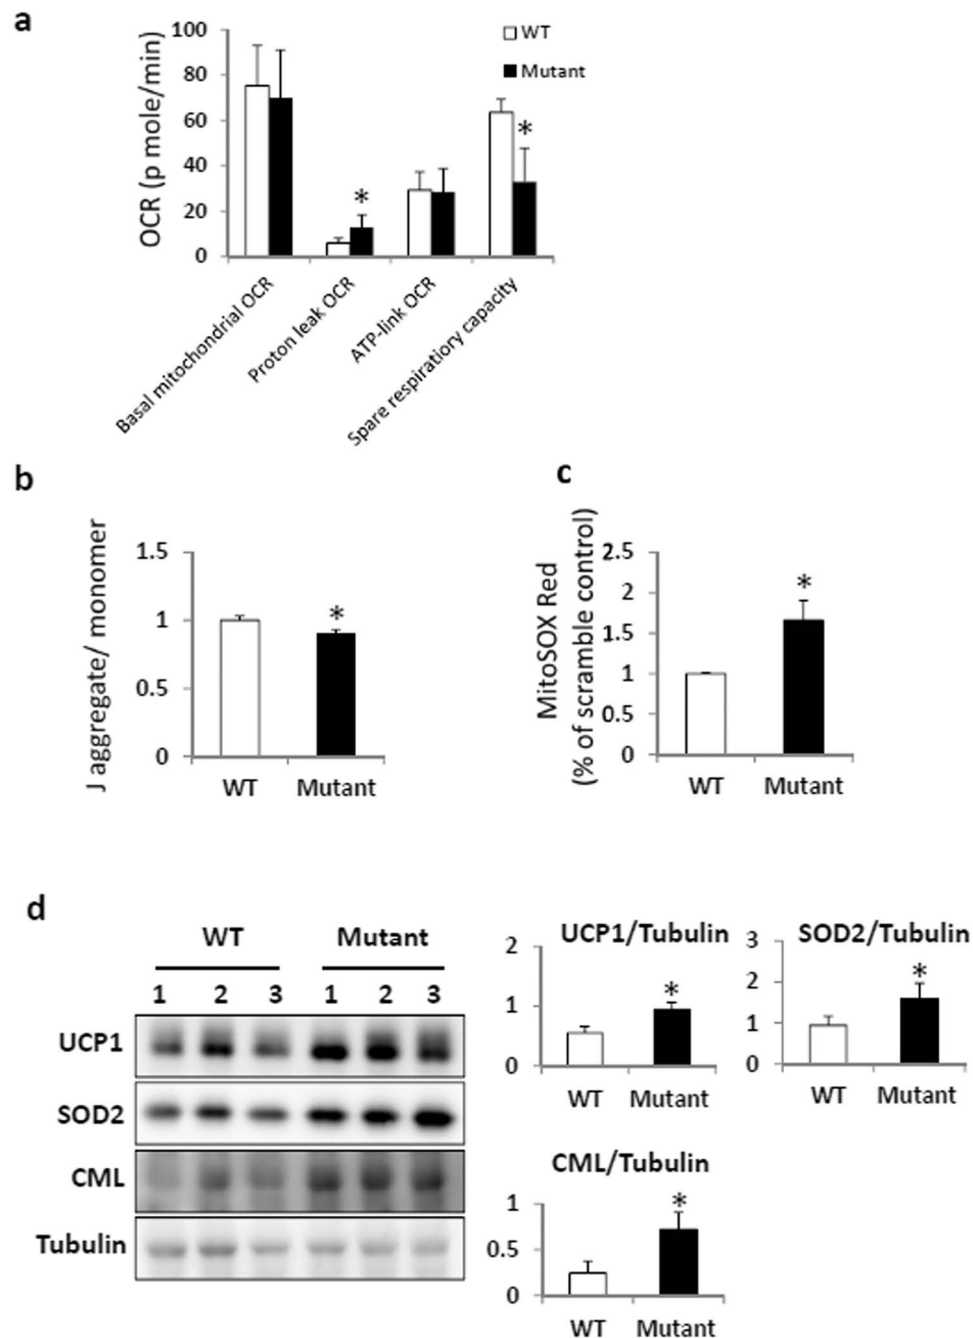 a
OCR (p mole/min)
100
80
60
40
20
0
WT
Mutant
*
*
Basal mitochondrial OCR
Proton leak OCR
ATP-link OCR
Spare respiratiory capacity
b
J aggregate/ monomer
1.5
1
0.5
0
*
WT Mutant
c
MitoSOX Red
(% of scramble control)
2.5
2
1.5
1
0.5
0
*
WT Mutant
d
WT Mutant
1 2 3 1 2 3
UCP1
SOD2
CML
Tubulin
UCP1/Tubulin
2
1
0
*
WT Mutant
SOD2/Tubulin
3
2
1
0
*
WT Mutant
CML/Tubulin
1
0.5
0
*
WT Mutant